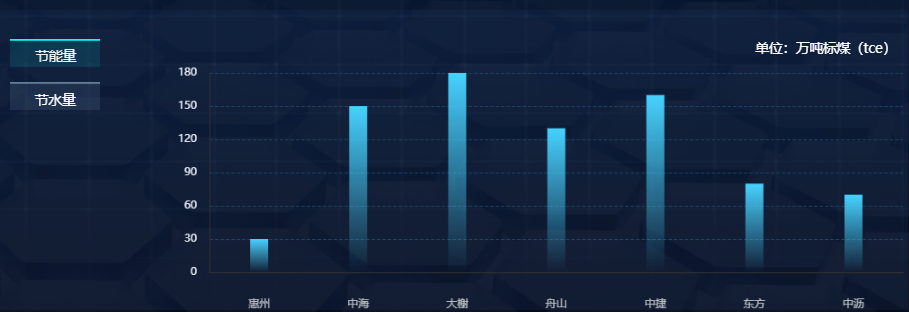 节能量
节水量
单位：万吨标煤（tce）
180
150
120
90
60
30
0
惠州
中海
大榭
舟山
中捷
东方
中沥